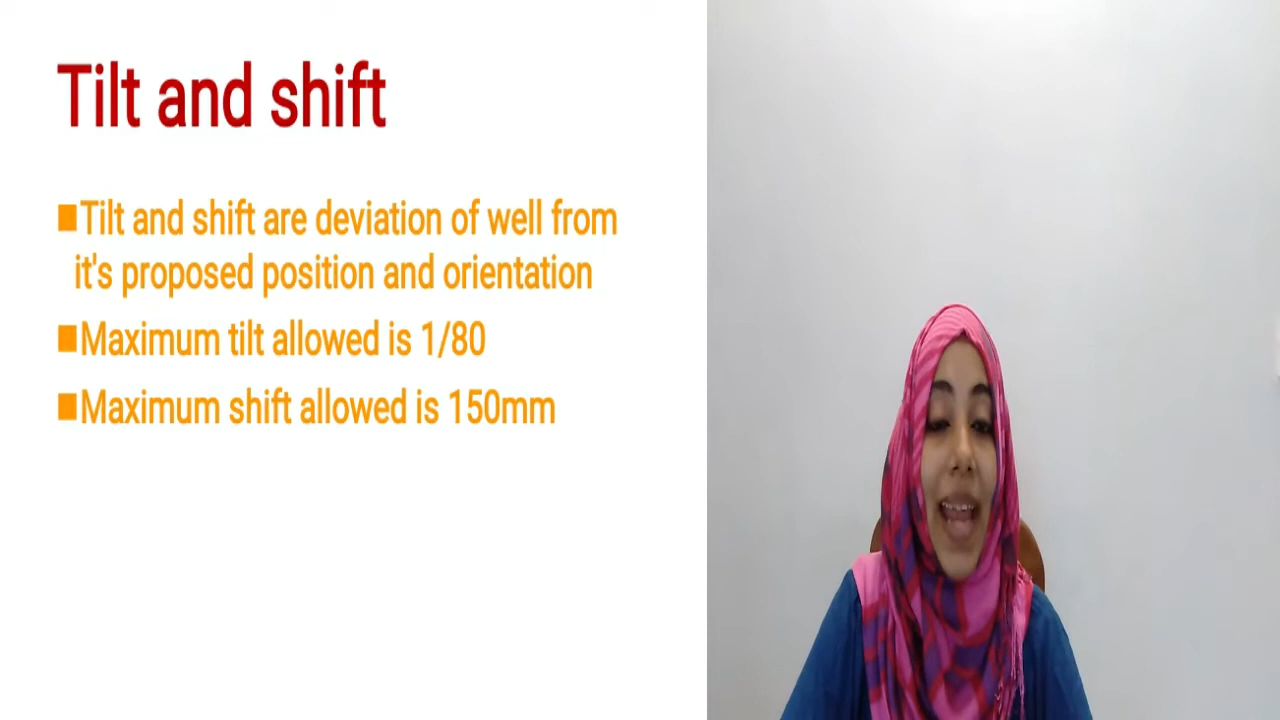 Tilt and shift
■Tilt and shift are deviation of well from
it's proposed position and orientation
■Maximum tilt allowed is 1/80
■Maximum shift allowed is 150mm